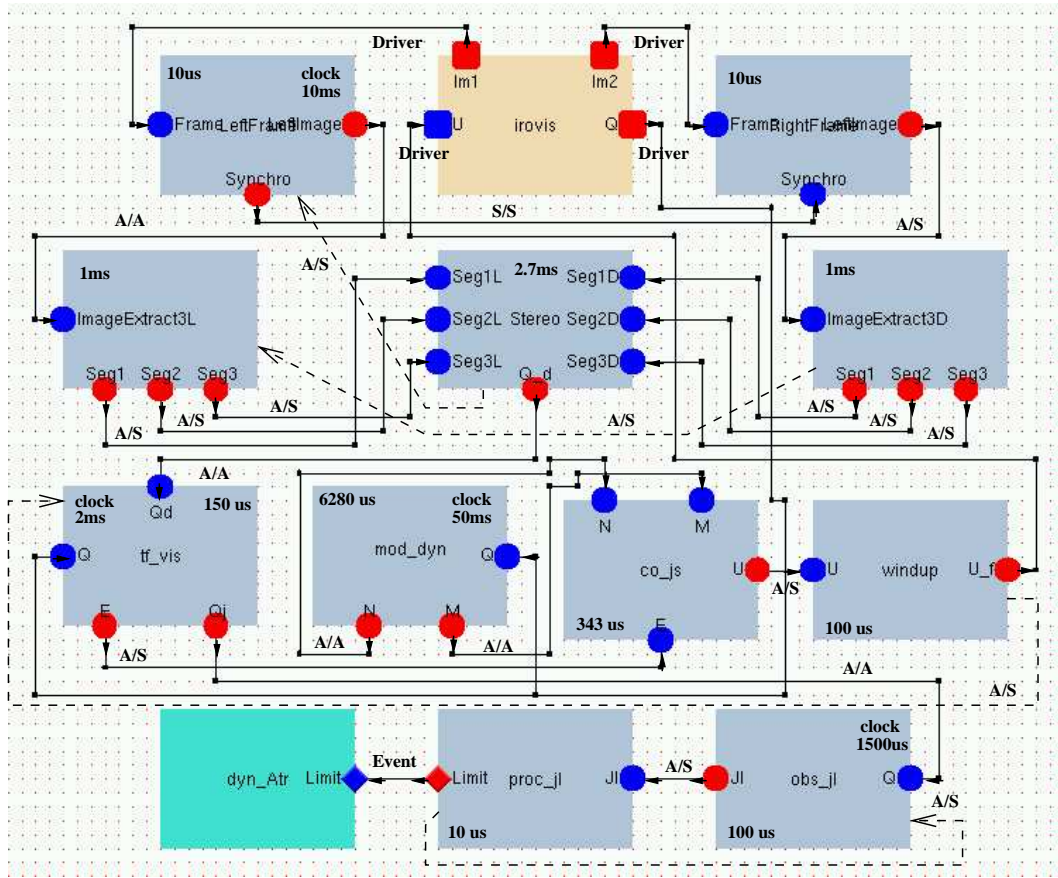 Driver
Driver
10us
clock
10ms
Im1
Im2
10us
Frame
LeftFrame
LeftImage
U
irovis
Q
Frame
RightFrame
LeftImage
Driver
Driver
Synchro
Synchro
A/A
S/S
A/S
A/S
1ms
2.7ms
1ms
Seg1L
Seg1D
ImageExtract3L
Seg2L
Stereo
Seg2D
ImageExtract3D
Seg3L
Seg3D
Seg1
Seg2
Seg3
Q_d
Seg1
Seg2
Seg3
A/S
A/S
A/S
A/S
A/S
A/S
A/S
A/A
clock
2ms
150 us
6280 us
clock
50ms
Qd
N
M
Q
tf_vis
mod_dyn
Q
co_js
U
U
windup
U_f
A/S
E
Qj
N
M
343 us
E
100 us
A/S
A/A
A/A
A/A
A/S
clock
1500us
Event
A/S
dyn_Atr
Limit
Limit
proc_jl
Jl
Jl
obs_jl
Q
A/S
10 us
100 us